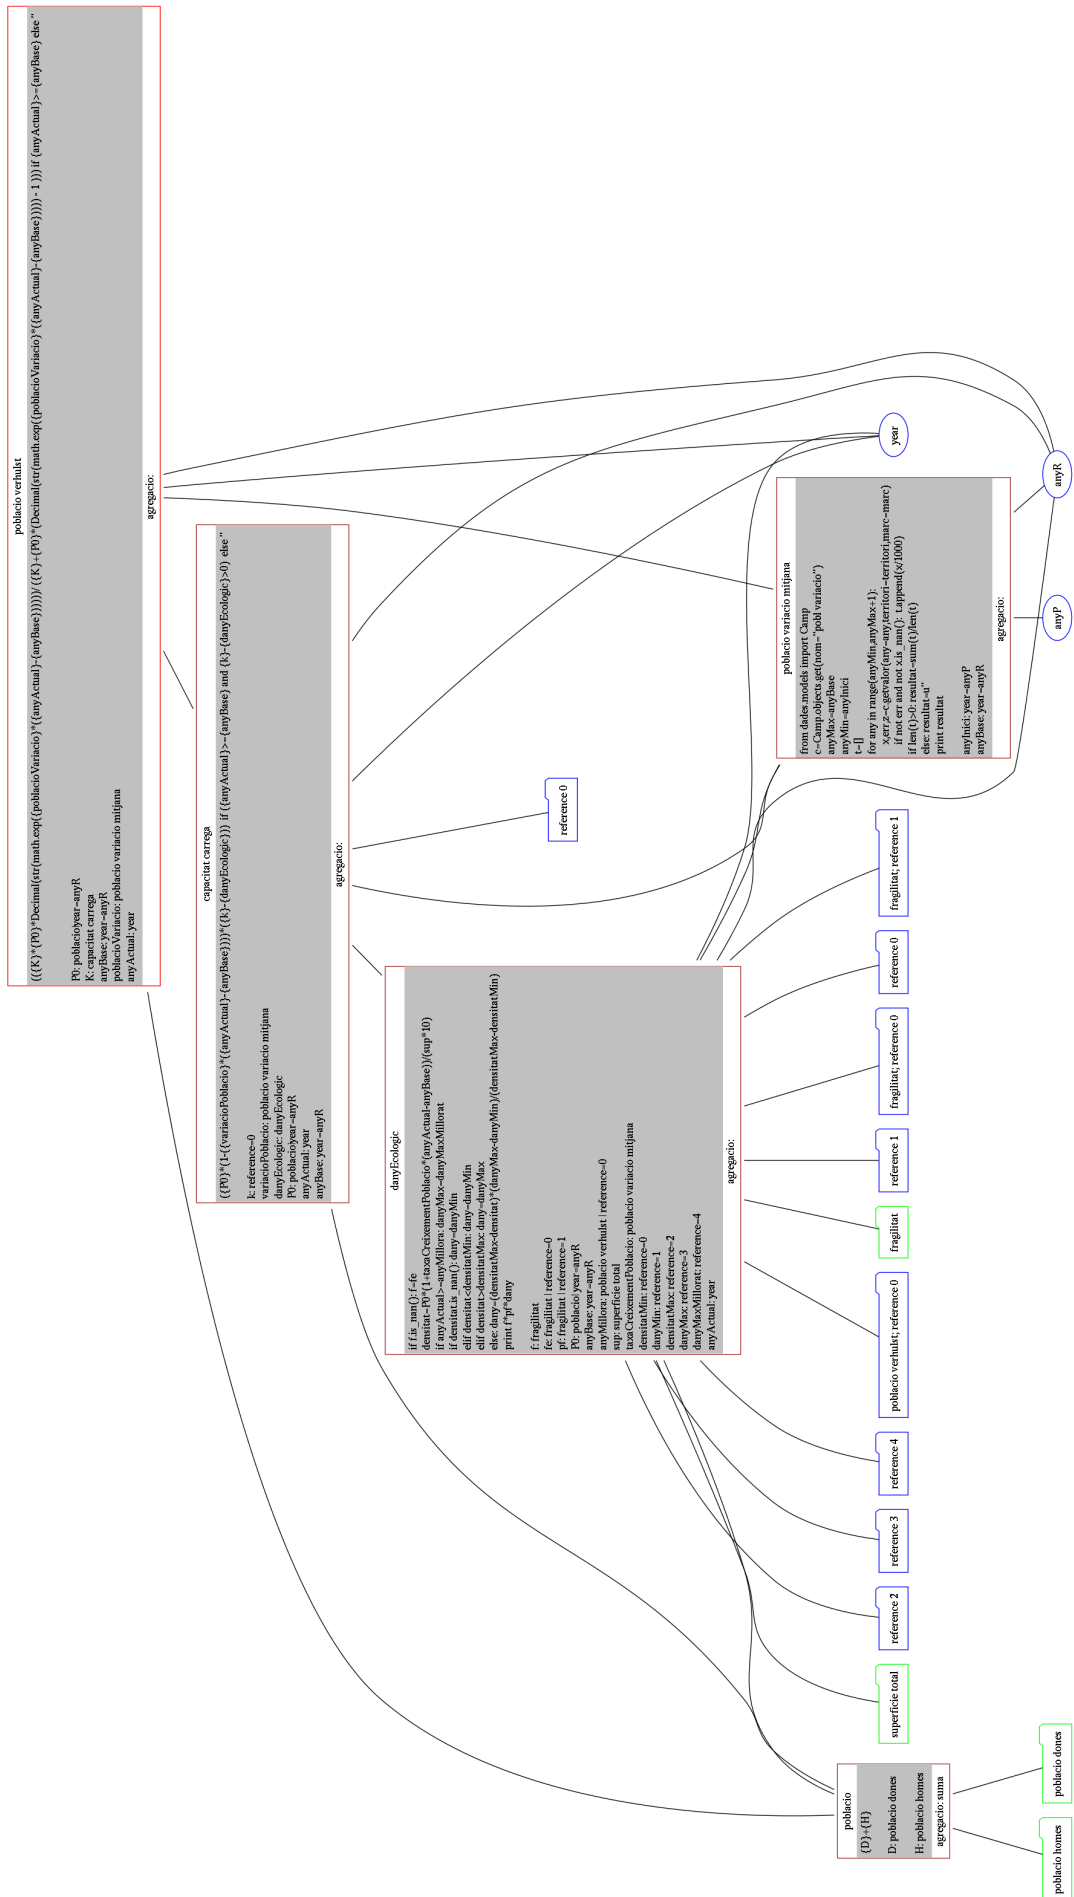 poblacio verhulst
((({K}*{P0}*Decimal(str(math.exp({poblacioVariacio}*({anyActual}-{anyBase}))))))/ ({K}+{P0}*(Decimal(str(math.exp({poblacioVariacio}*({anyActual}-{anyBase})))) - 1 ))) if {anyActual}>={anyBase} else ''
P0: poblacio|year=anyR
K: capacitat carrega
anyBase: year=anyR
poblacioVariacio: poblacio variacio mitjana
anyActual: year
agregacio:
capacitat carrega
({P0}*(1-({variacioPoblacio}*({anyActual}-{anyBase})))*({k}-{danyEcologic})) if ({anyActual}>={anyBase} and {k}-{danyEcologic}>0) else ''
k: reference=0
variacioPoblacio: poblacio variacio mitjana
danyEcologic: danyEcologic
P0: poblacio|year=anyR
anyActual: year
anyBase: year=anyR
agregacio:
reference 0
danyEcologic
if f.is_nan(): f=fe
densitat=P0*(1+taxaCreixementPoblacio*(anyActual-anyBase))/(sup*10)
if anyActual>=anyMillora: danyMax=danyMaxMillorat
if densitat.is_nan(): dany=danyMin
elif densitat<densitatMin: dany=danyMin
elif densitat>densitatMax: dany=danyMax
else: dany=(densitatMax-densitat)*(danyMax-danyMin)/(densitatMax-densitatMin)
print f*pf*dany
f: fragilitat
fe: fragilitat | reference=0
pf: fragilitat | reference=1
P0: poblacio|year=anyR
anyBase: year=anyR
anyMillora: poblacio verhulst | reference=0
sup: superficie total
taxaCreixementPoblacio: poblacio variacio mitjana
densitatMin: reference=0
danyMin: reference=1
densitatMax: reference=2
danyMax: reference=3
danyMaxMillorat: reference=4
anyActual: year
agregacio:
poblacio variacio mitjana
from dades.models import Camp
c=Camp.objects.get(nom="pobl variacio")
anyMax=anyBase
anyMin=anyInici
t=[]
for any in range(anyMin,anyMax+1):
x,err,z=c.getvalor(any=any,territori=territori,marc=marc)
if not err and not x.is_nan(): t.append(x/1000)
if len(t)>0: resultat=sum(t)/len(t)
else: resultat=u''
print resultat
anyInici: year=anyP
anyBase: year=anyR
agregacio:
poblacio
{D}+{H}
D: poblacio dones
H: poblacio homes
agregacio: suma
superficie total
reference 2
reference 3
reference 4
poblacio verhulst; reference 0
fragilitat
reference 1
fragilitat; reference 0
reference 0
fragilitat; reference 1
year
poblacio homes
poblacio dones
anyP
anyR